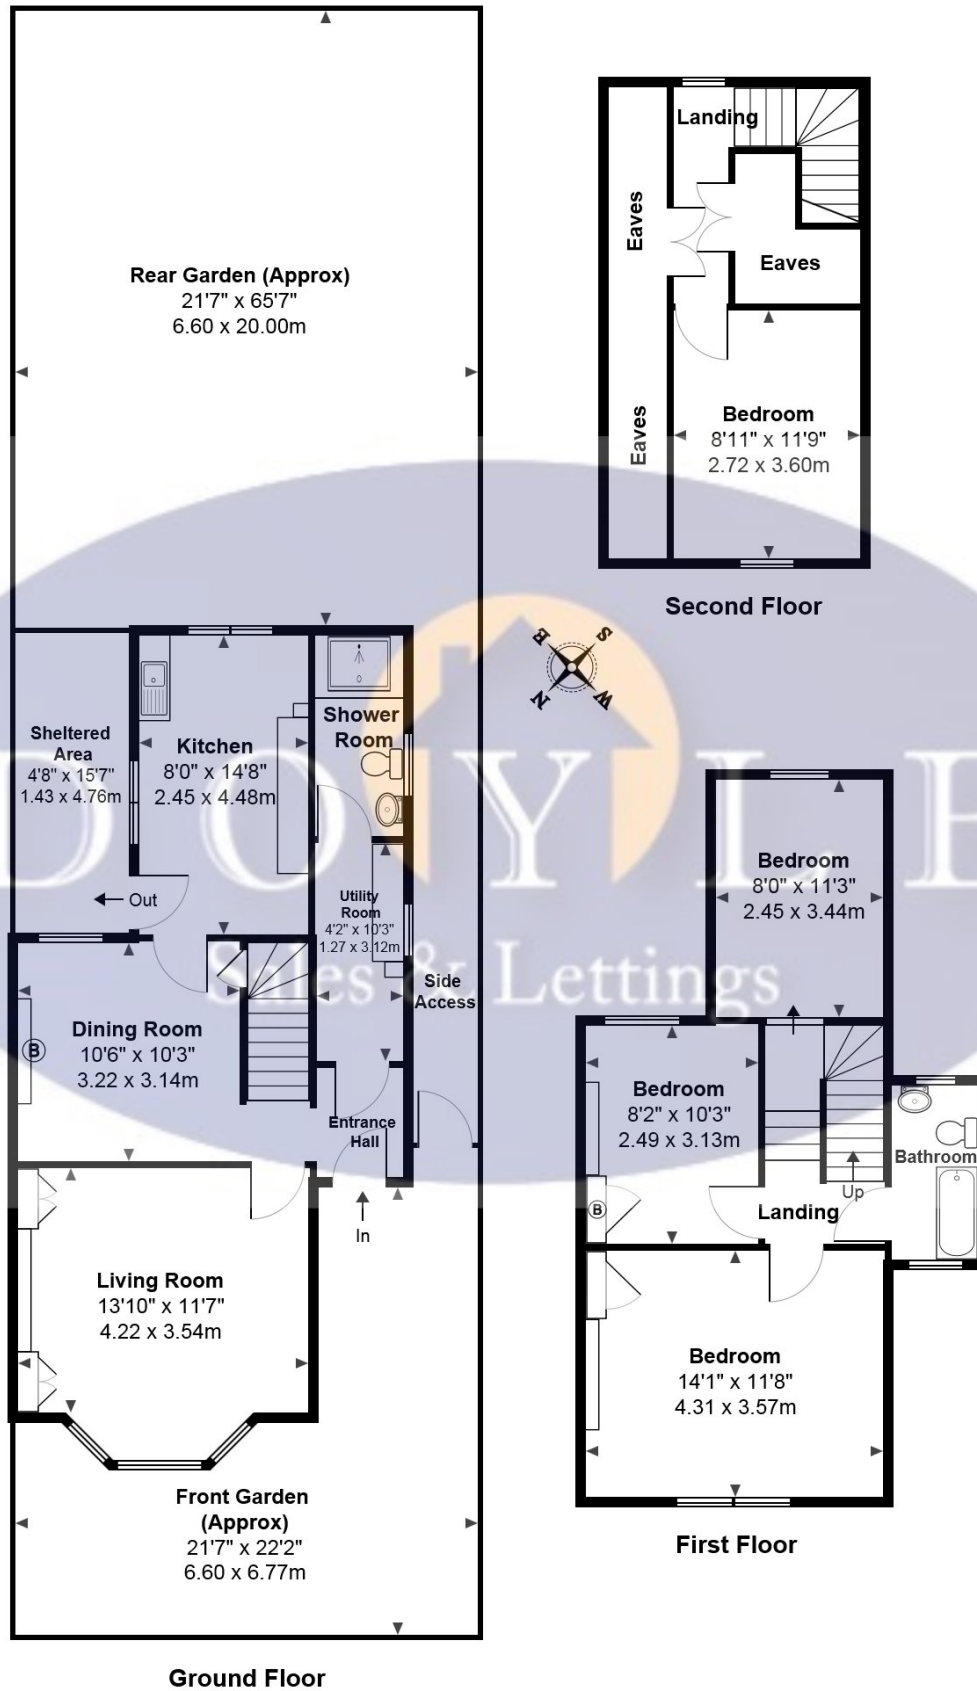 Rear Garden (Approx)
21'7" x 65'7"
6.60 x 20.00m
Landing
Eaves
Eaves
Eaves
Bedroom
8'11" x 11'9"
2.72 x 3.60m
Second Floor
E
S
N
W
Sheltered
Area
4'8" x 15'7"
1.43 x 4.76m
Kitchen
8'0" x 14'8"
2.45 x 4.48m
Shower
Room
Out
Utility
Room
4'2" x 10'3"
1.27 x 3.12m
Side
Access
Dining Room
10'6" x 10'3"
3.22 x 3.14m
B
Entrance
Hall
In
Living Room
13'10" x 11'7"
4.22 x 3.54m
Front Garden
(Approx)
21'7" x 22'2"
6.60 x 6.77m
Ground Floor
Bedroom
8'0" x 11'3"
2.45 x 3.44m
Bedroom
8'2" x 10'3"
2.49 x 3.13m
B
Bathroom
Up
Landing
Bedroom
14'1" x 11'8"
4.31 x 3.57m
First Floor
DOYLE
Sales & Lettings